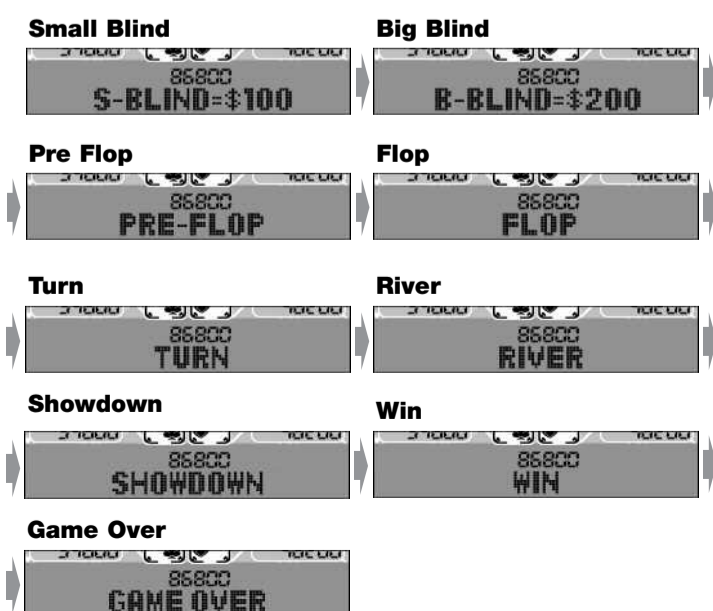 Small Blind
86800
S-BLIND=$100
Big Blind
86800
B-BLIND=$200
Pre Flop
86800
PRE-FLOP
Flop
86800
FLOP
Turn
86800
TURN
River
86800
RIVER
Showdown
86800
SHOWDOWN
Win
86800
WIN
Game Over
86800
GAME OVER